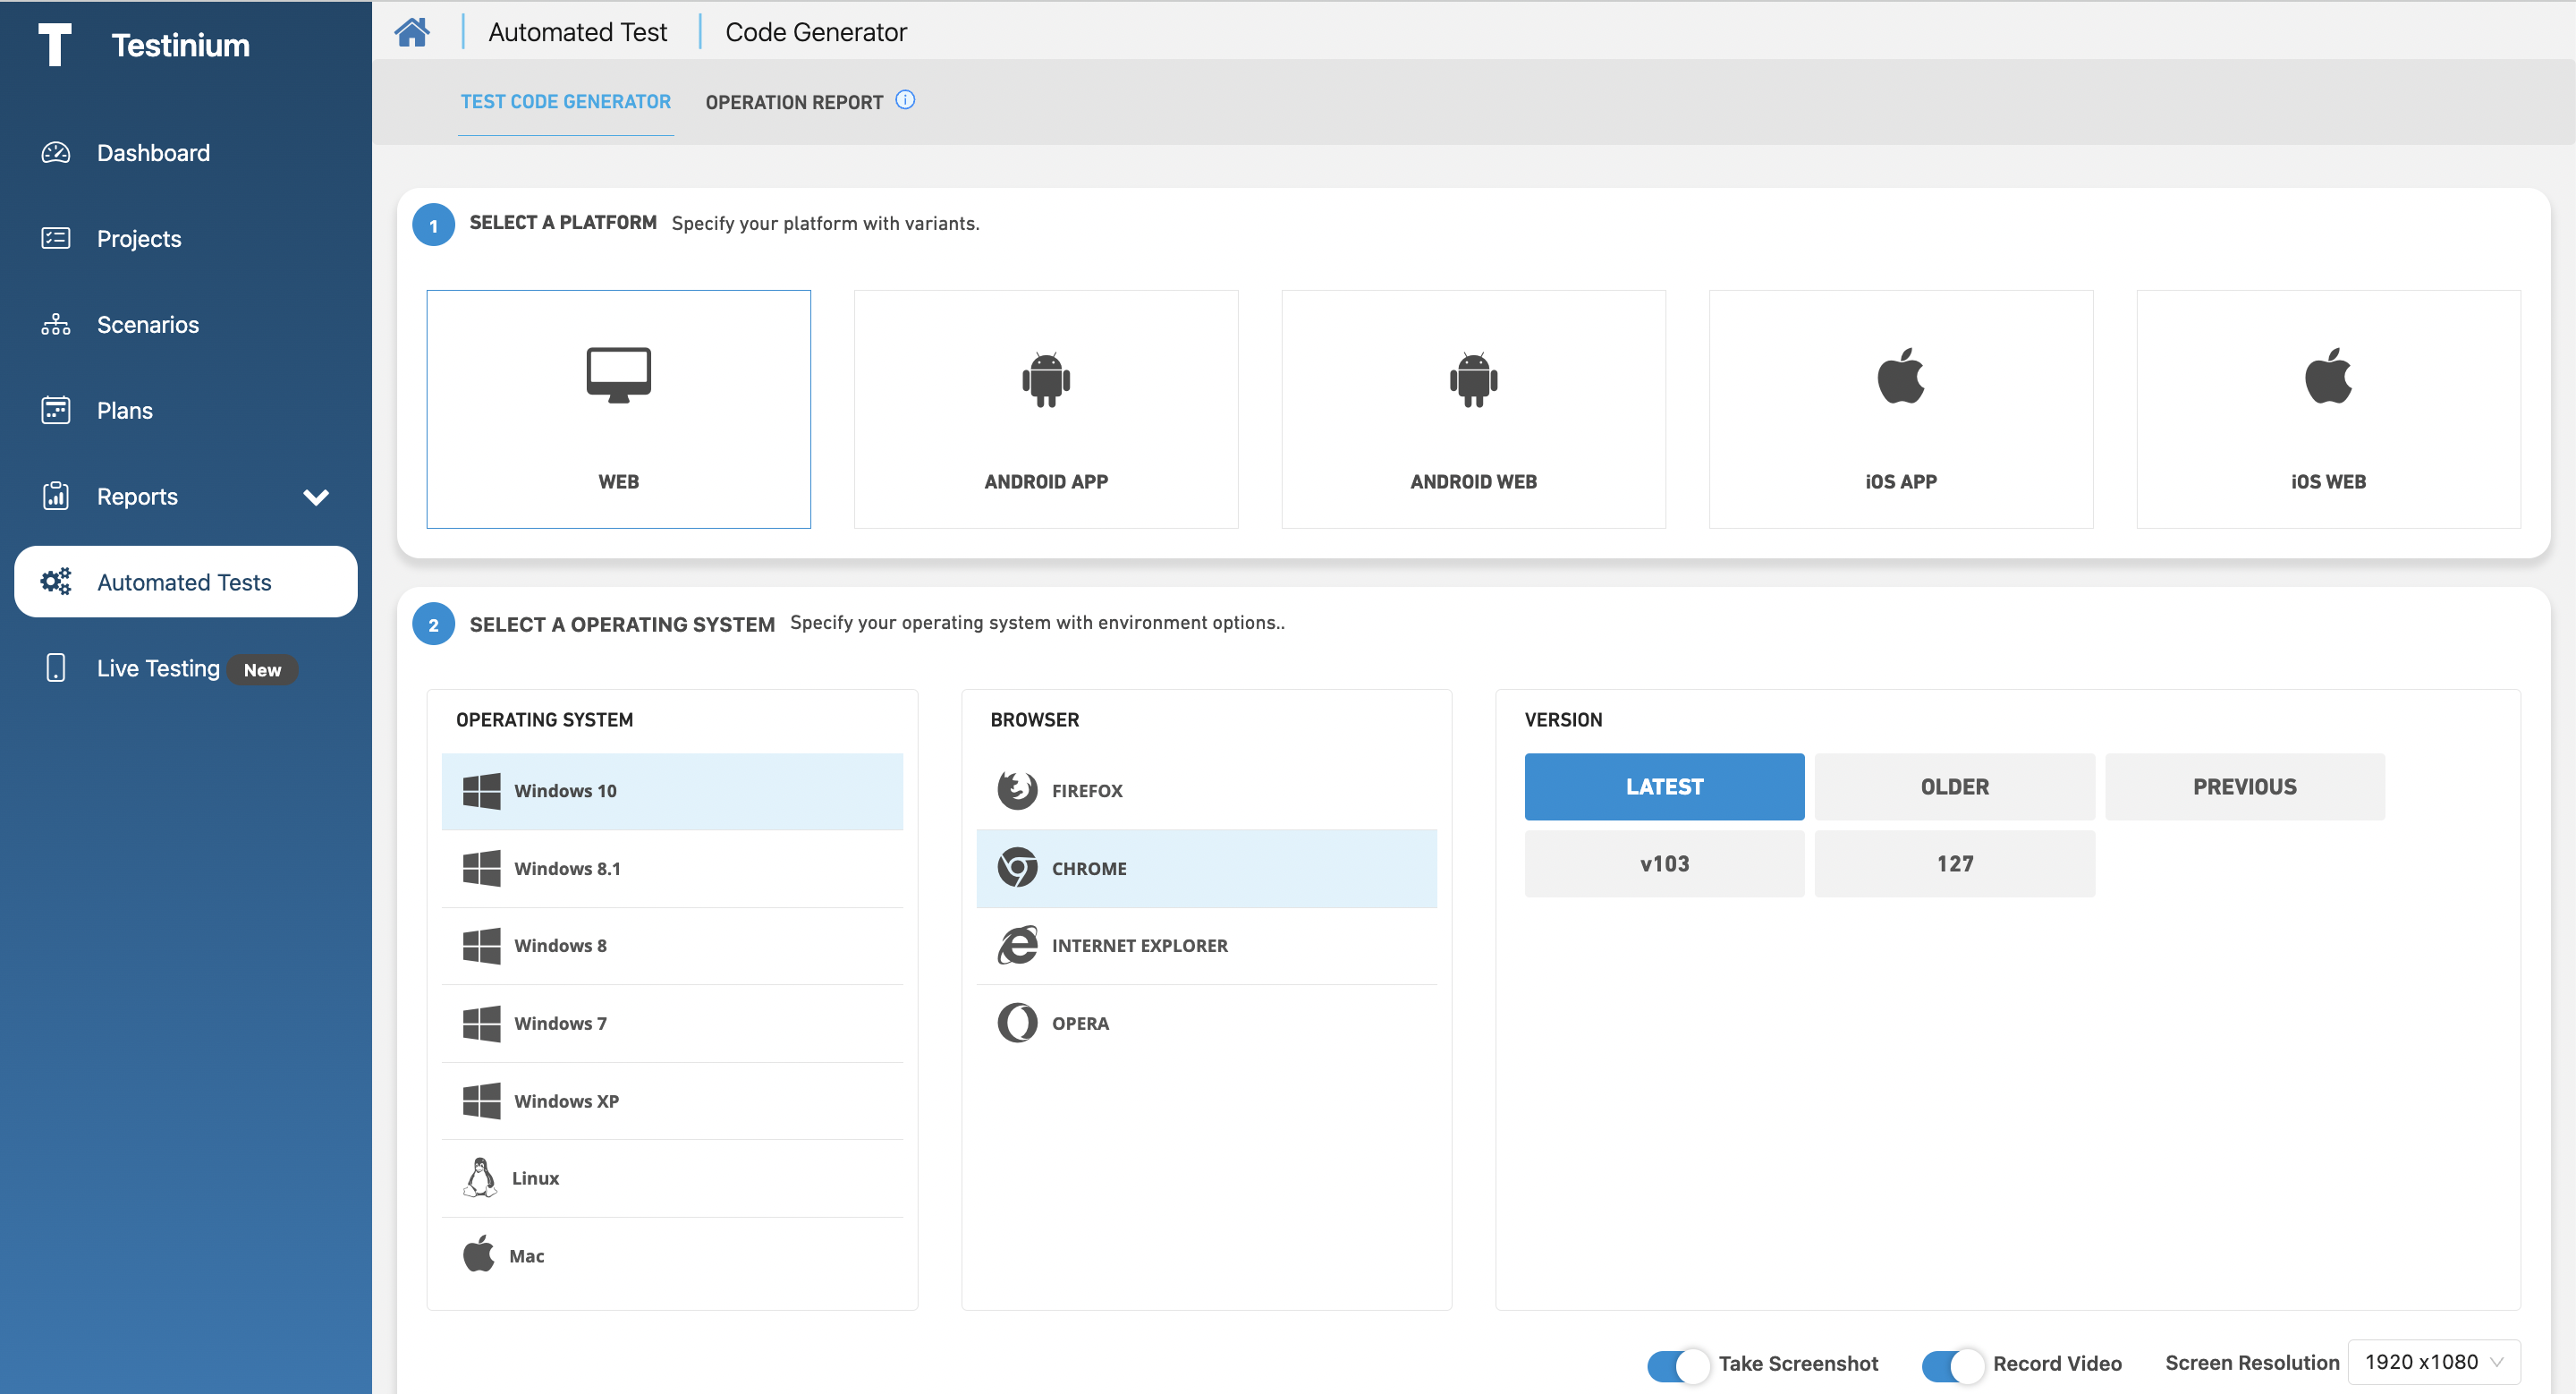 T Testinium
Dashboard
Projects
Scenarios
Plans
Reports
Automated Tests
Live Testing New
Automated Test
Code Generator
TEST CODE GENERATOR
OPERATION REPORT
1 SELECT A PLATFORM Specify your platform with variants.
WEB
ANDROID APP
ANDROID WEB
iOS APP
iOS WEB
2 SELECT A OPERATING SYSTEM Specify your operating system with environment options..
OPERATING SYSTEM
Windows 10
Windows 8.1
Windows 8
Windows 7
Windows XP
Linux
Mac
BROWSER
FIREFOX
CHROME
INTERNET EXPLORER
OPERA
VERSION
LATEST
OLDER
PREVIOUS
v103
127
Take Screenshot
Record Video
Screen Resolution 1920 x1080